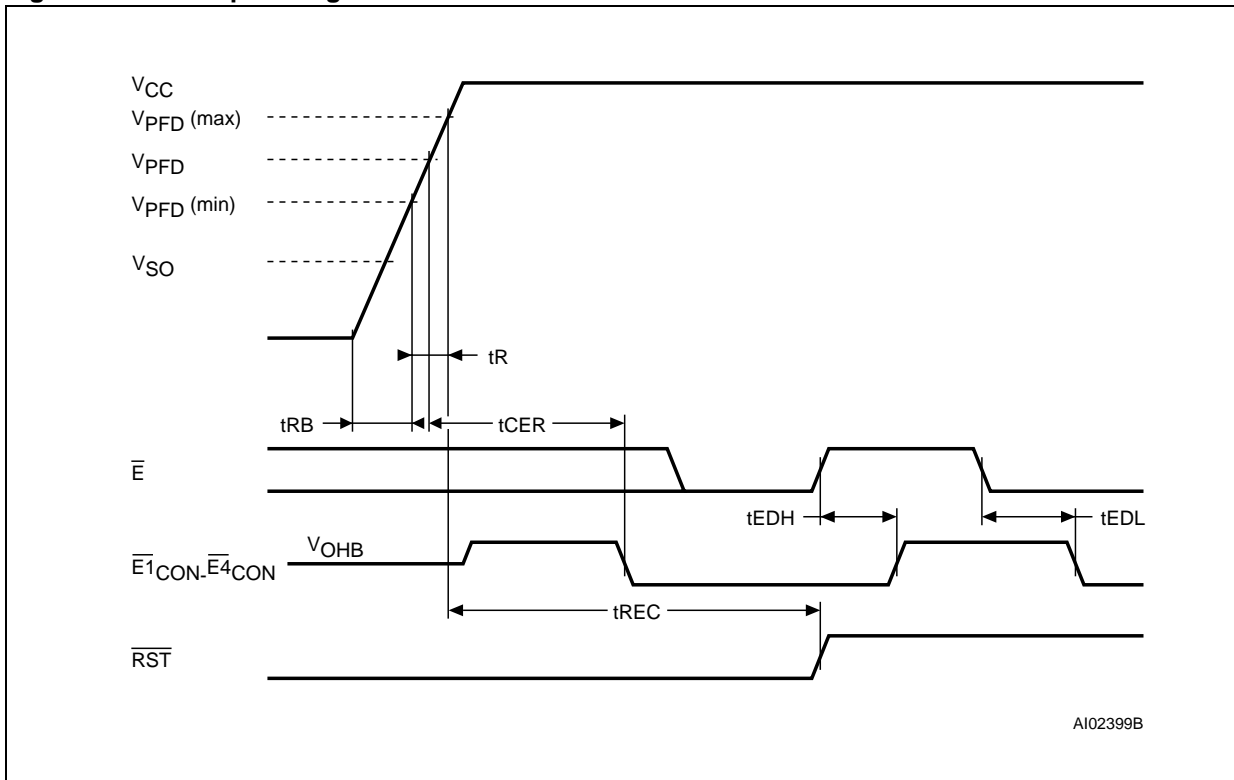 VCC
VPFD (max)
VPFD
VPFD (min)
VSO
tR
tRB
tCER
E
tEDH
tEDL
VOHB
E1CON-E4CON
tREC
RST
AI02399B